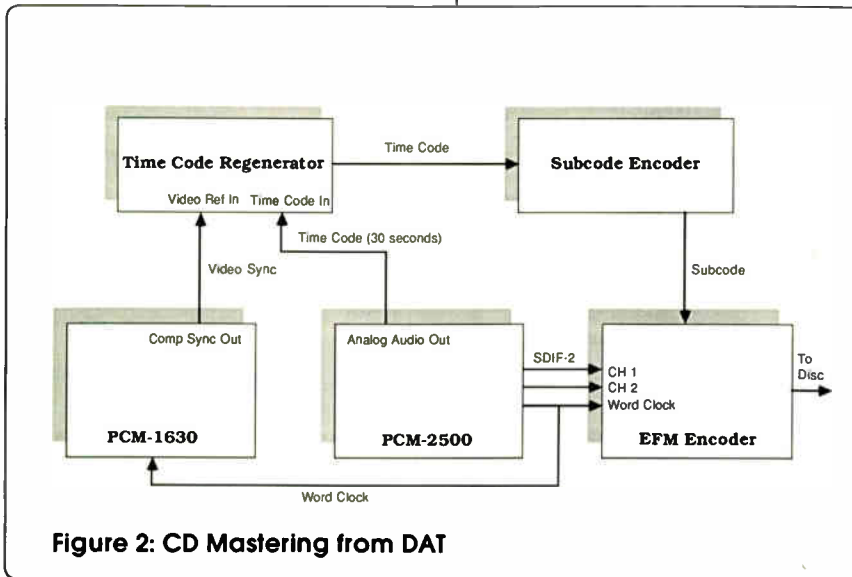 Time Code Regenerator
Video Ref In
Time Code In
Time Code
Subcode Encoder
Video Sync
Time Code (30 seconds)
Subcode
Comp Sync Out
PCM-1630
Analog Audio Out
PCM-2500
SDIF-2
CH 1
CH 2
Word Clock
EFM Encoder
To
Disc
Word Clock
Figure 2: CD Mastering from DAT